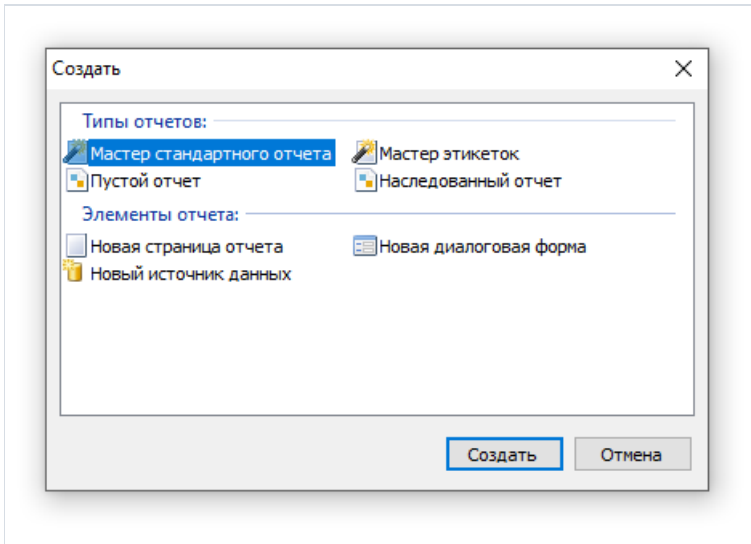 Создать
Типы отчетов:
Мастер стандартного отчета Мастер этикеток
Пустой отчет Наследованный отчет
Элементы отчета:
Новая страница отчета Новая диалоговая форма
Новый источник данных
Создать Отмена